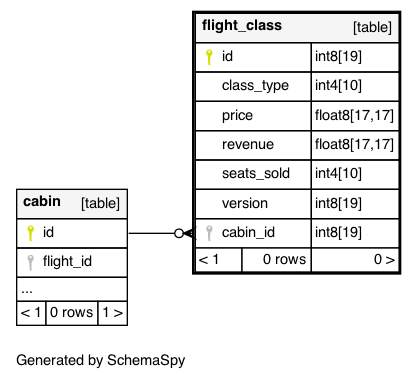 flight_class [table]
id int8[19]
class_type int4[10]
price float8[17,17]
revenue float8[17,17]
seats_sold int4[10]
version int8[19]
cabin_id int8[19]
< 1 0 rows 0 >
cabin [table]
id
flight_id
...
< 1 0 rows 1 >
Generated by SchemaSpy